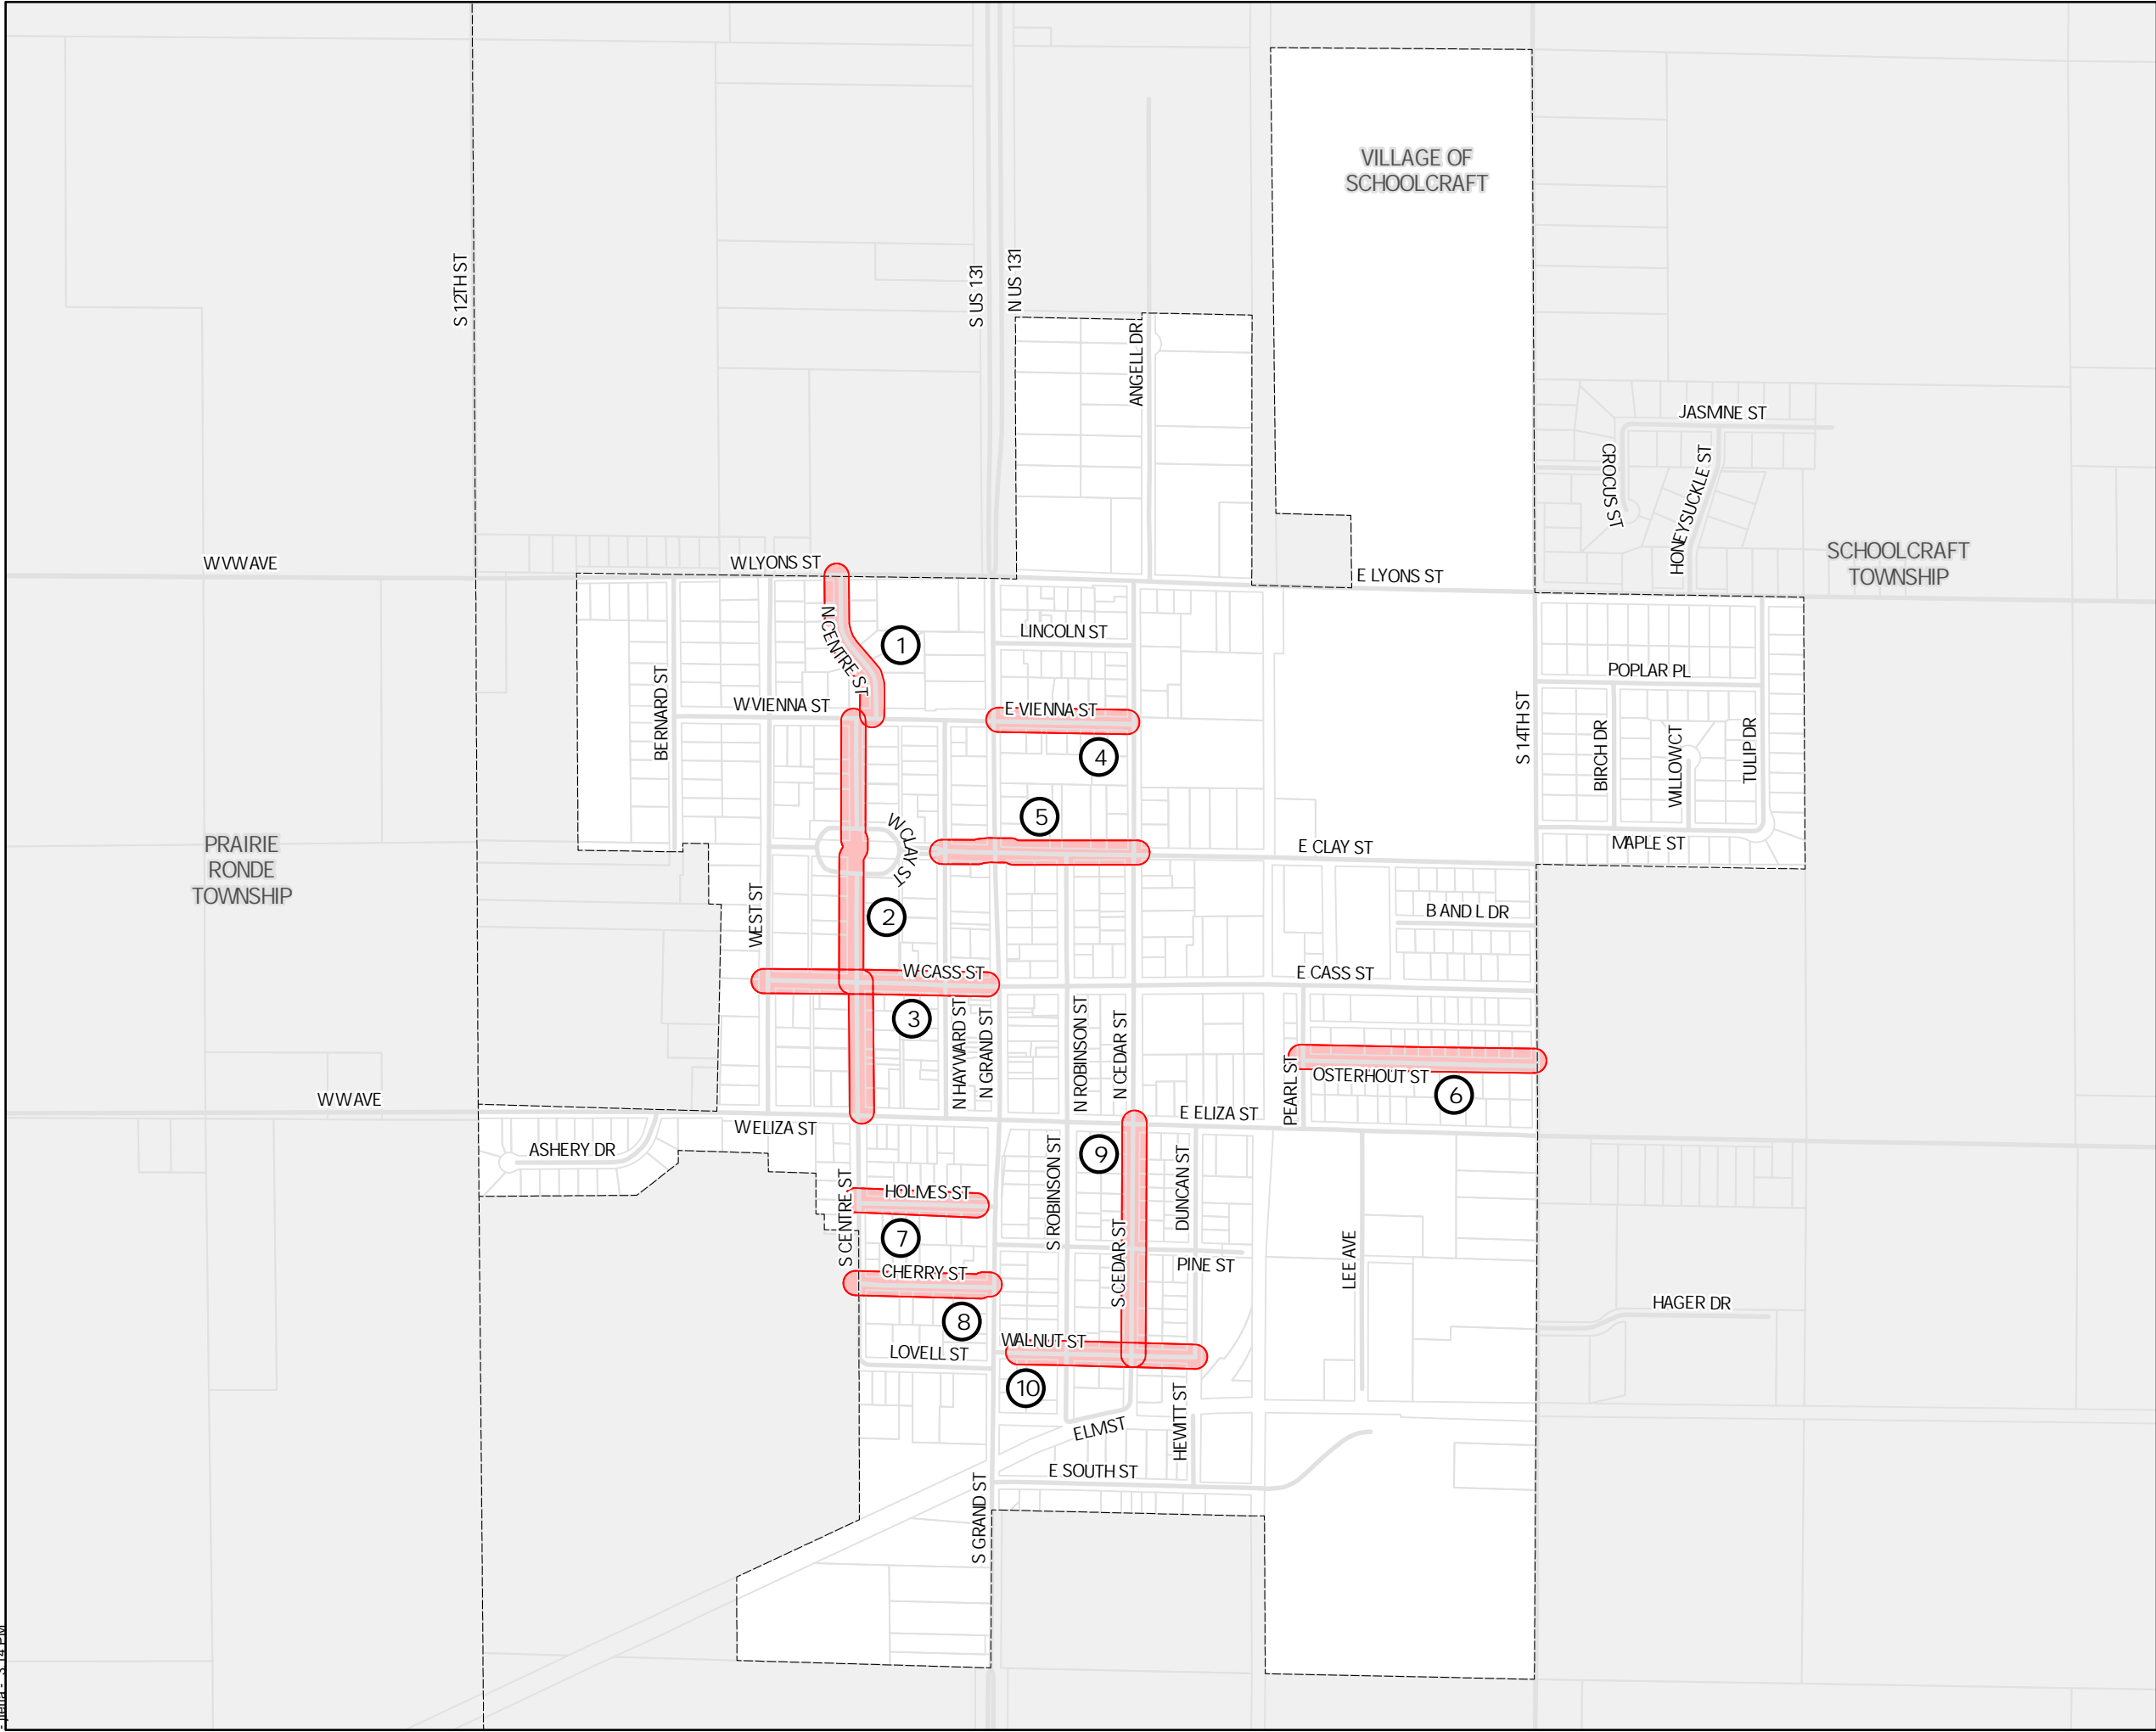 VILLAGE OF
SCHOOLCRAFT
S 12TH ST
S US 131
N US 131
ANGELL DR
JASMINE ST
CROCUS ST
HONEYSUCKLE ST
SCHOOLCRAFT
TOWNSHIP
W VW AVE
W LYONS ST
E LYONS ST
N CENTRE ST
1
LINCOLN ST
BERNARD ST
W VIENNA ST
E VIENNA ST
4
POPLAR PL
S 14TH ST
BIRCH DR
WILLOW CT
TULIP DR
5
W CLAY ST
E CLAY ST
MAPLE ST
PRAIRIE
RONDE
TOWNSHIP
WEST ST
2
B AND L DR
W CASS ST
E CASS ST
3
N HAYWARD ST
N GRAND ST
N ROBINSON ST
N CEDAR ST
PEARL ST
OSTERHOUT ST
6
W W AVE
W ELIZA ST
E ELIZA ST
ASHERY DR
9
S CENTRE ST
HOLMES ST
S ROBINSON ST
DUNCAN ST
7
S CEDAR ST
PINE ST
LEE AVE
CHERRY ST
8
HAGER DR
WALNUT ST
LOVELL ST
10
HEWITT ST
ELM ST
E SOUTH ST
S GRAND ST